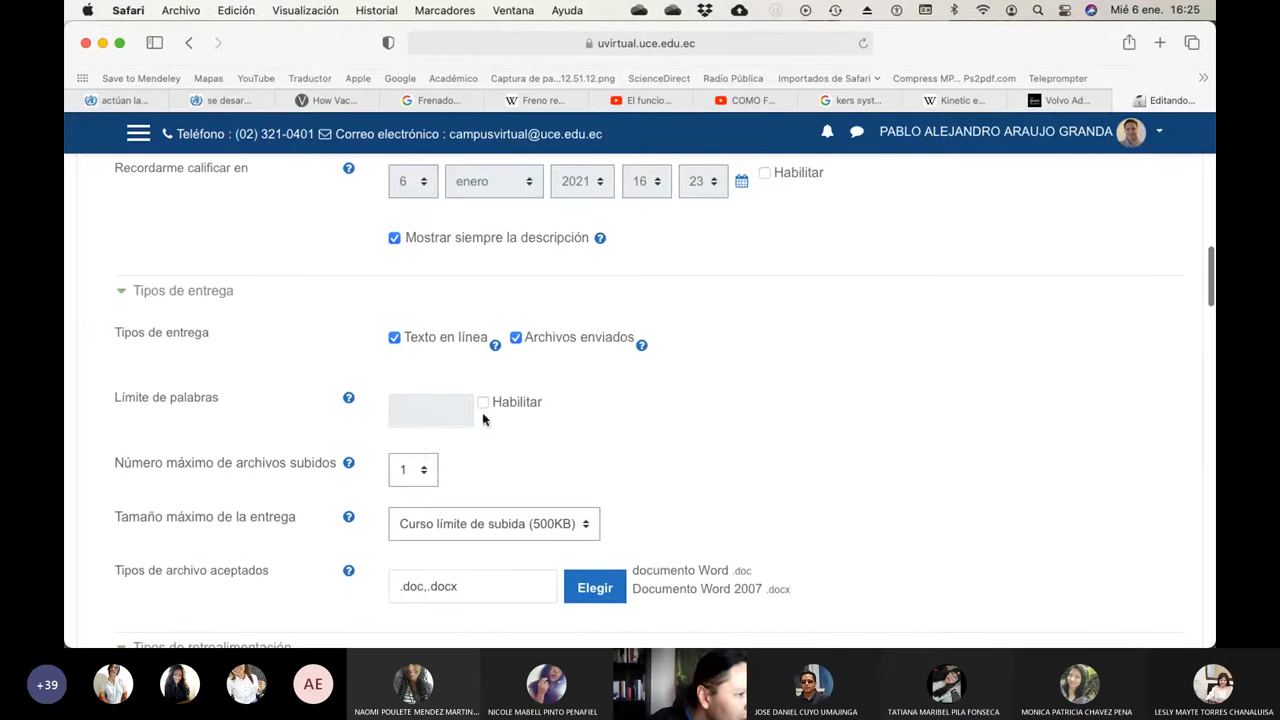 Safari Archivo Edición Visualización Historial Marcadores Ventana Ayuda Mié 6 ene. 16:25
uvirtual.uce.edu.ec
Save to Mendeley Mapas YouTube Traductor Apple Google Académico Captura de pa...12.51.12.png ScienceDirect Radio Pública Importados de Safari Compress MP... Ps2pdf.com Teleprompter
actúan la... se desar... How Vac... Frenado... Freno re... El funcio... COMO F... kers syst... Kinetic e... Volvo Ad... Editando...
Teléfono : (02) 321-0401 Correo electrónico : campusvirtual@uce.edu.ec PABLO ALEJANDRO ARAUJO GRANDA
Recordarme calificar en 6 enero 2021 16 23 Habilitar
Mostrar siempre la descripción
Tipos de entrega
Tipos de entrega Texto en línea Archivos enviados
Límite de palabras Habilitar
Número máximo de archivos subidos 1
Tamaño máximo de la entrega Curso límite de subida (500KB)
Tipos de archivo aceptados .doc,.docx Elegir documento Word .doc
Documento Word 2007 .docx
Tipos de retroalimentación
+39 AE NAOMI POULETE MENDEZ MARTIN... NICOLE MABELL PINTO PENAFIEL JOSE DANIEL CUYO UMAJINGA TATIANA MARIBEL PILA FONSECA MONICA PATRICIA CHAVEZ PENA LESLY MAYTE TORRES CHANALUISA